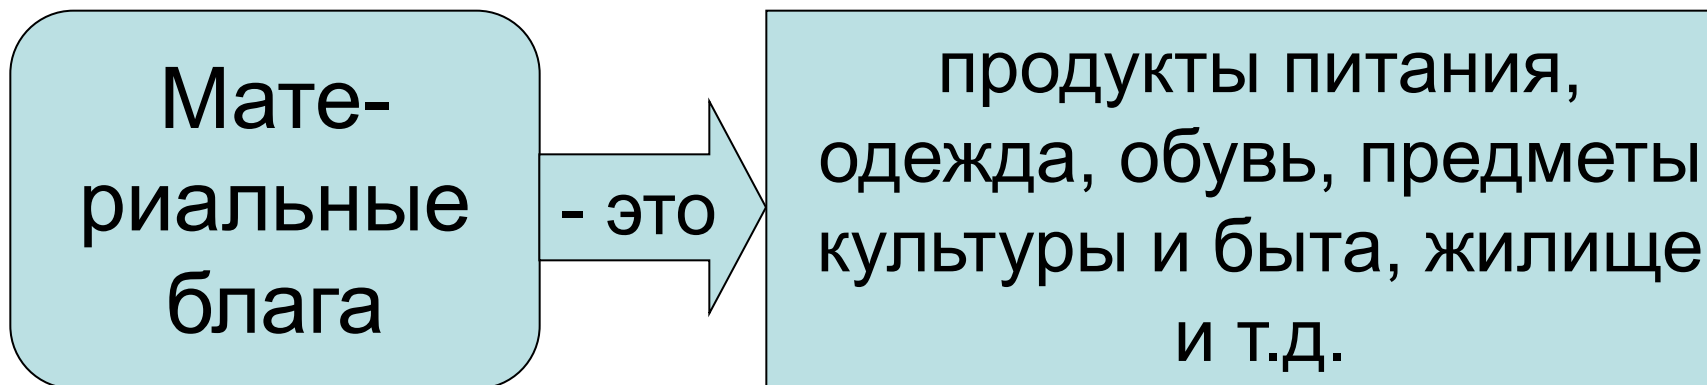 Мате-
риальные
блага
- это
продукты питания,
одежда, обувь, предметы
культуры и быта, жилище
и т.д.